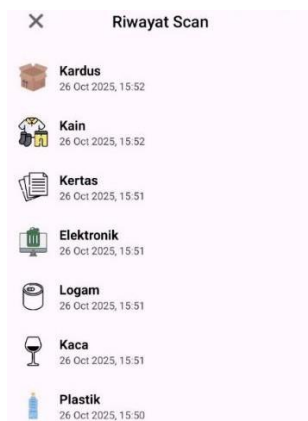 Riwayat Scan
Kardus
26 Oct 2025, 15:52
Kain
26 Oct 2025, 15:52
Kertas
26 Oct 2025, 15:51
Elektronik
26 Oct 2025, 15:51
Logam
26 Oct 2025, 15:51
Kaca
26 Oct 2025, 15:51
Plastik
26 Oct 2025, 15:50